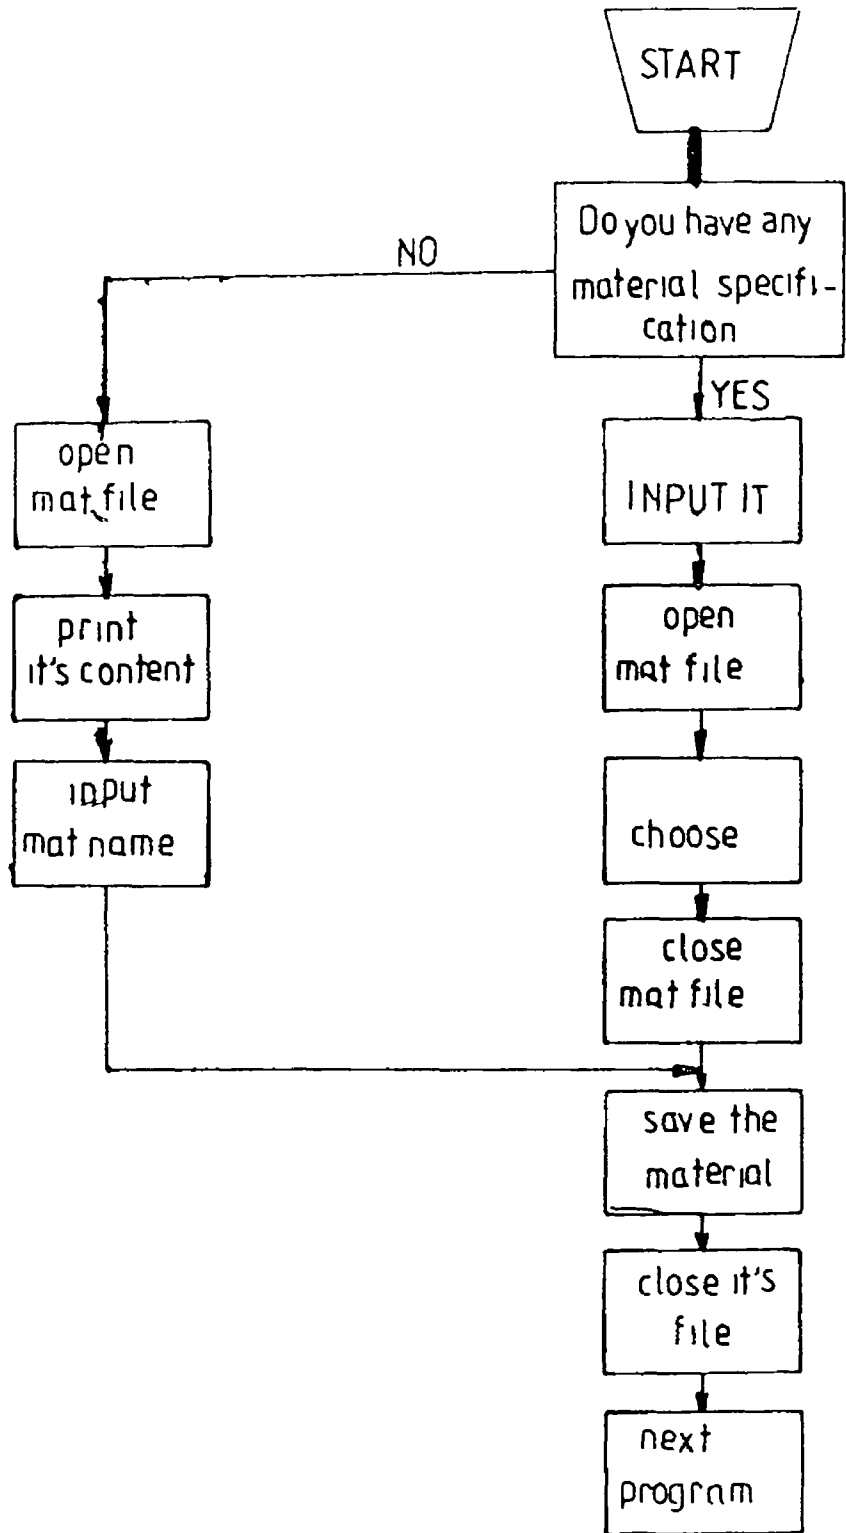 START
Do you have any
material specifi-
cation
NO
YES
open
mat file
print
it's content
input
mat name
INPUT IT
open
mat file
choose
close
mat file
save the
material
close it's
file
next
program